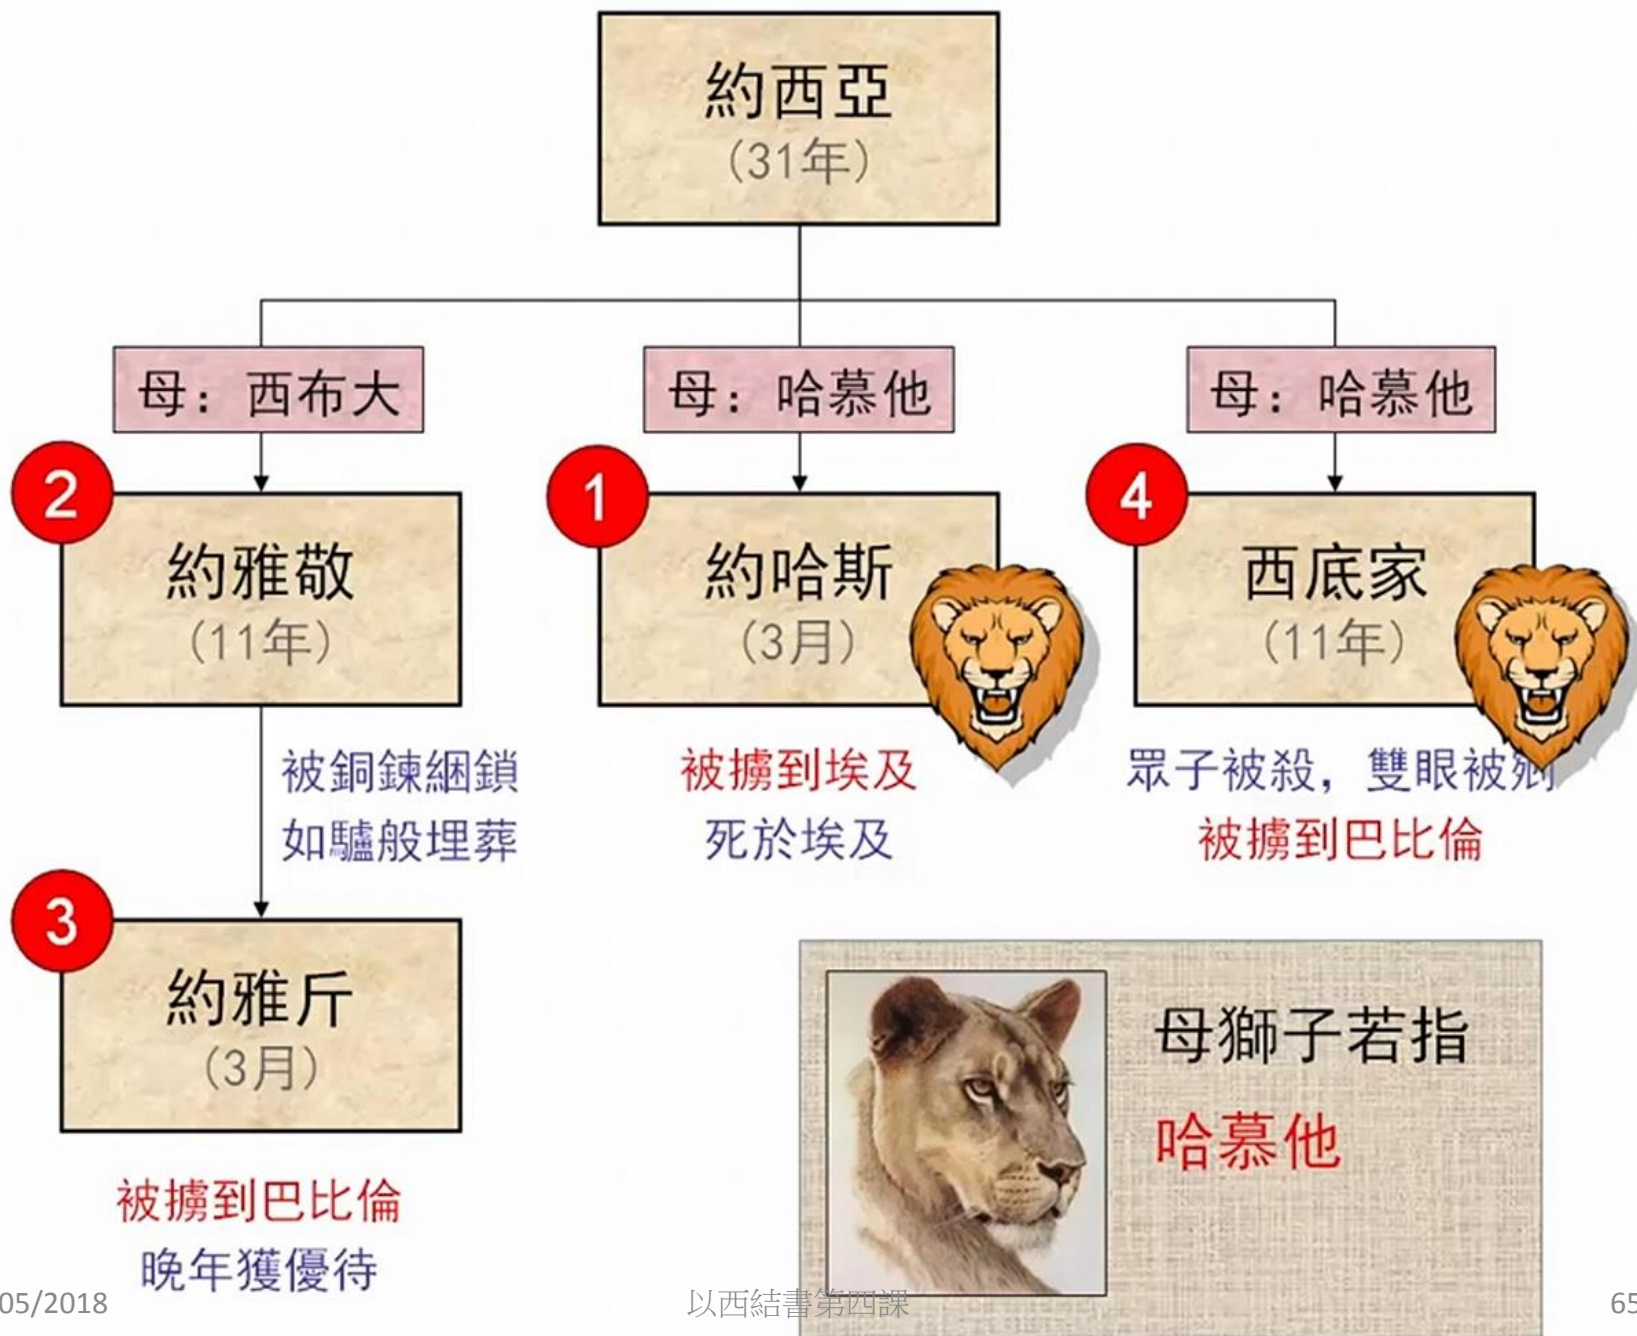 約西亞
(31年)
母：西布大
母：哈慕他
母：哈慕他
2
約雅敬
(11年)
1
約哈斯
(3月)
4
西底家
(11年)
被銅鍊綑鎖
如驢般埋葬
被擄到埃及
死於埃及
眾子被殺，雙眼被剜
被擄到巴比倫
3
約雅斤
(3月)
被擄到巴比倫
晚年獲優待
母獅子若指
哈慕他
05/2018
以西結書第四課
65